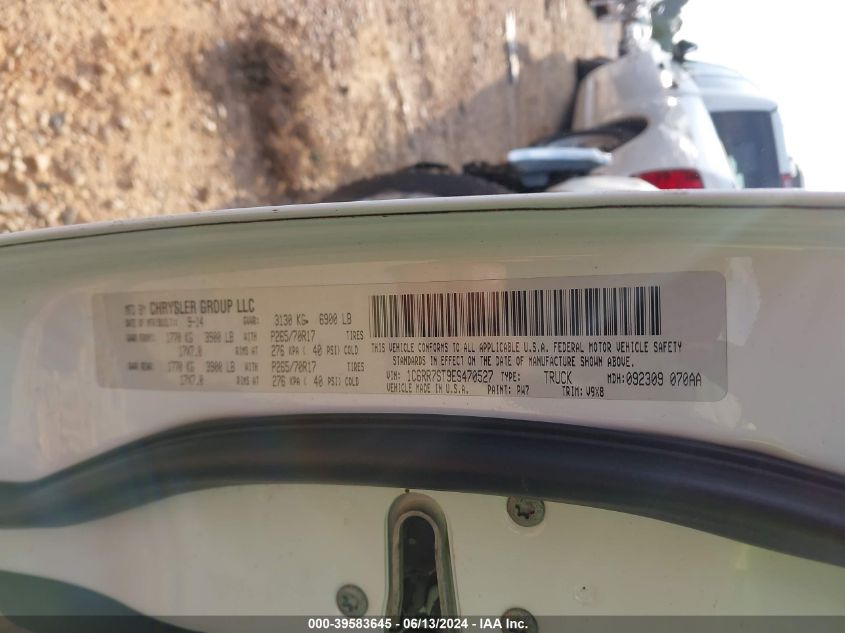 MFD BY CHRYSLER GROUP LLC
DATE OF MFR(BUILT): 9-14 GVWR: 3130 KG. 6900 LB
GAWR FRONT: 1770 KG 3900 LB WITH P265/70R17 TIRES
17X7.0 RIMS AT 276 KPA ( 40 PSI) COLD
GAWR REAR: 1770 KG 3900 LB WITH P265/70R17 TIRES
17X7.0 RIMS AT 276 KPA ( 40 PSI) COLD
THIS VEHICLE CONFORMS TO ALL APPLICABLE U.S.A. FEDERAL MOTOR VEHICLE SAFETY
STANDARDS IN EFFECT ON THE DATE OF MANUFACTURE SHOWN ABOVE.
VIN: 1C6RR7ST9ES470527 TYPE: TRUCK MDH: 092309 070AA
VEHICLE MADE IN U.S.A. PAINT: PW7 TRIM: V9X8
000-39583645 / 06/13/2024 / IAA Inc.